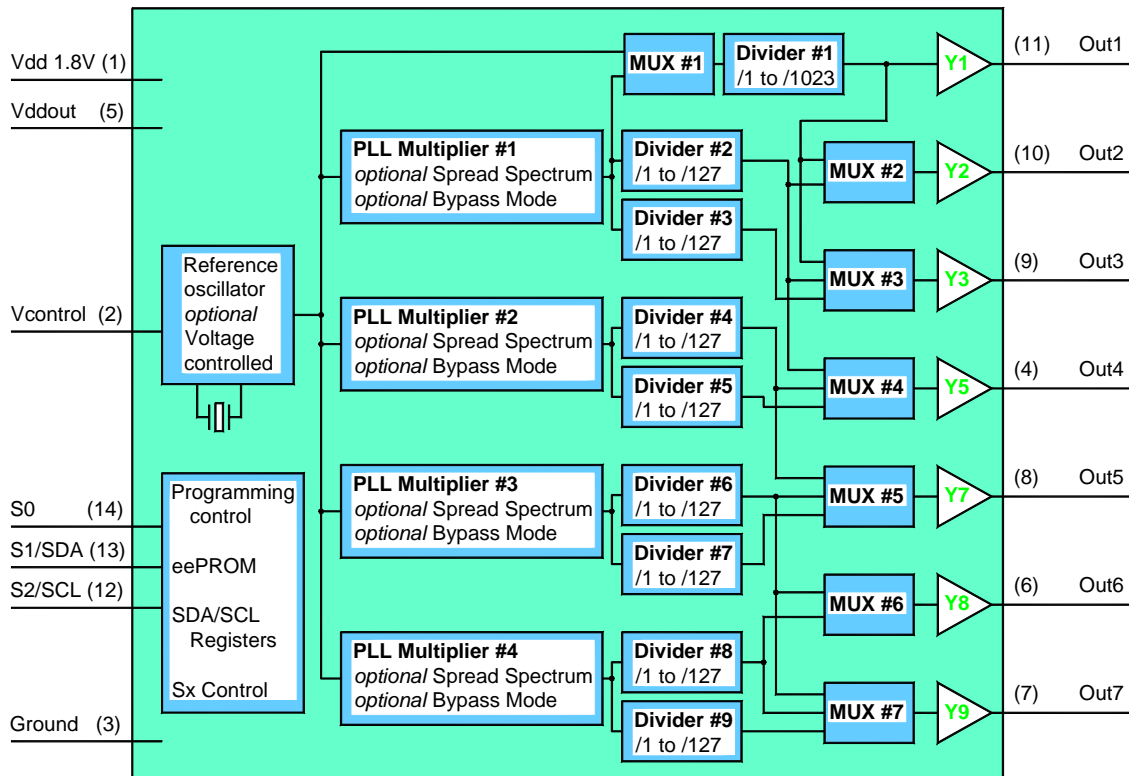 Vdd 1.8V (1)
Vddout (5)
Vcontrol (2)
S0 (14)
S1/SDA (13)
S2/SCL (12)
Ground (3)
Reference
oscillator
optional
Voltage
controlled
Programming
control
eePROM
SDA/SCL
Registers
Sx Control
PLL Multiplier #1
optional Spread Spectrum
optional Bypass Mode
PLL Multiplier #2
optional Spread Spectrum
optional Bypass Mode
PLL Multiplier #3
optional Spread Spectrum
optional Bypass Mode
PLL Multiplier #4
optional Spread Spectrum
optional Bypass Mode
MUX #1
Divider #1
/1 to /1023
Divider #2
/1 to /127
Divider #3
/1 to /127
Divider #4
/1 to /127
Divider #5
/1 to /127
Divider #6
/1 to /127
Divider #7
/1 to /127
Divider #8
/1 to /127
Divider #9
/1 to /127
MUX #2
MUX #3
MUX #4
MUX #5
MUX #6
MUX #7
Y1
Y2
Y3
Y5
Y7
Y8
Y9
(11) Out1
(10) Out2
(9) Out3
(4) Out4
(8) Out5
(6) Out6
(7) Out7